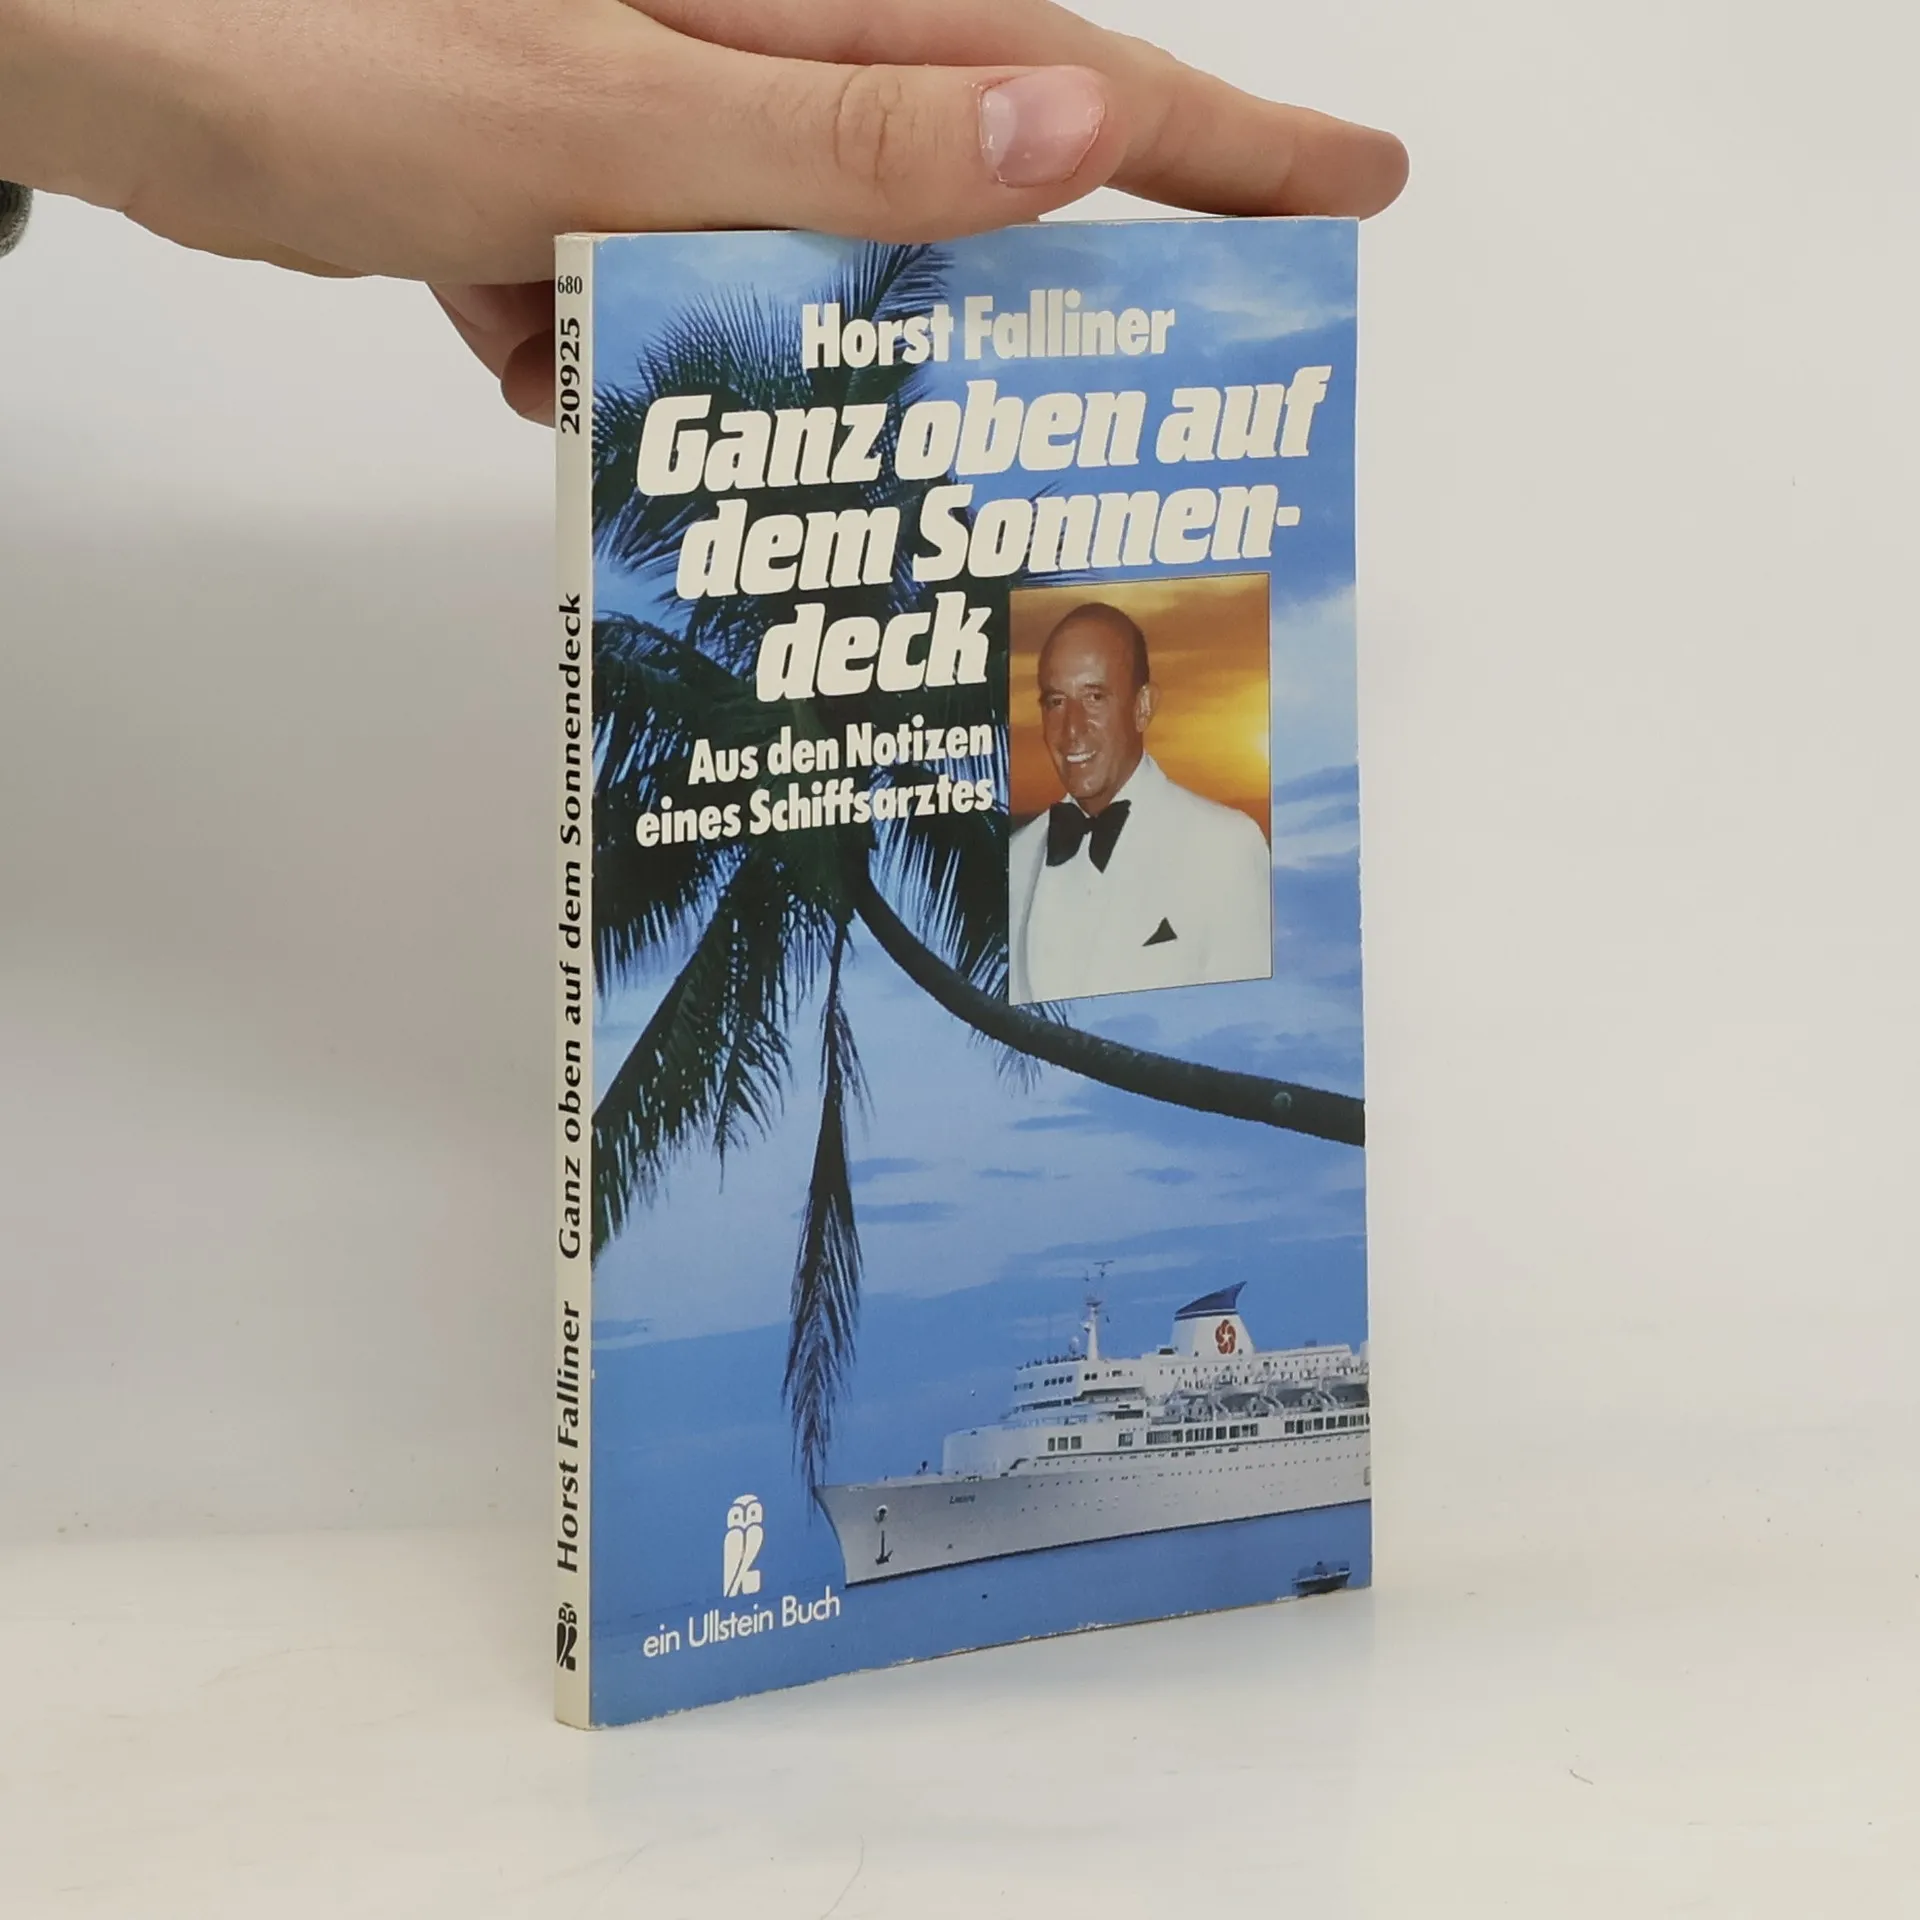 Horst Falliner
Ganz oben auf
dem Sonnen-
deck
Aus den Notizen
eines Schiffsarztes
ein Ullstein Buch
680
20925
Horst Falliner Ganz oben auf dem Sonnendeck